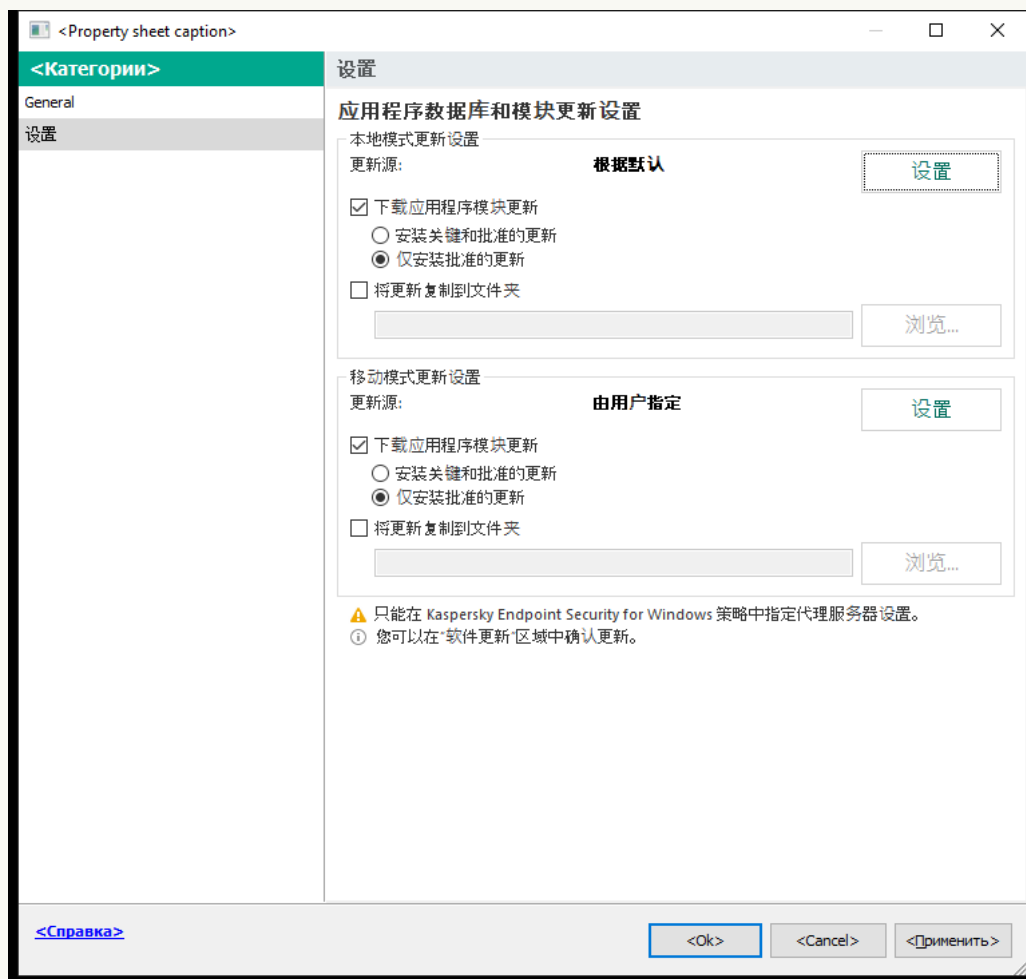 <Property sheet caption>
<Категории>
General
设置
设置
应用程序数据库和模块更新设置
本地模式更新设置
更新源: 根据默认 设置
下载应用程序模块更新
安装关键和批准的更新
仅安装批准的更新
将更新复制到文件夹
浏览...
移动模式更新设置
更新源: 由用户指定 设置
下载应用程序模块更新
安装关键和批准的更新
仅安装批准的更新
将更新复制到文件夹
浏览...
只能在 Kaspersky Endpoint Security for Windows 策略中指定代理服务器设置。
您可以在"软件更新"区域中确认更新。
<Справка>
<Ok> <Cancel> <Применить>